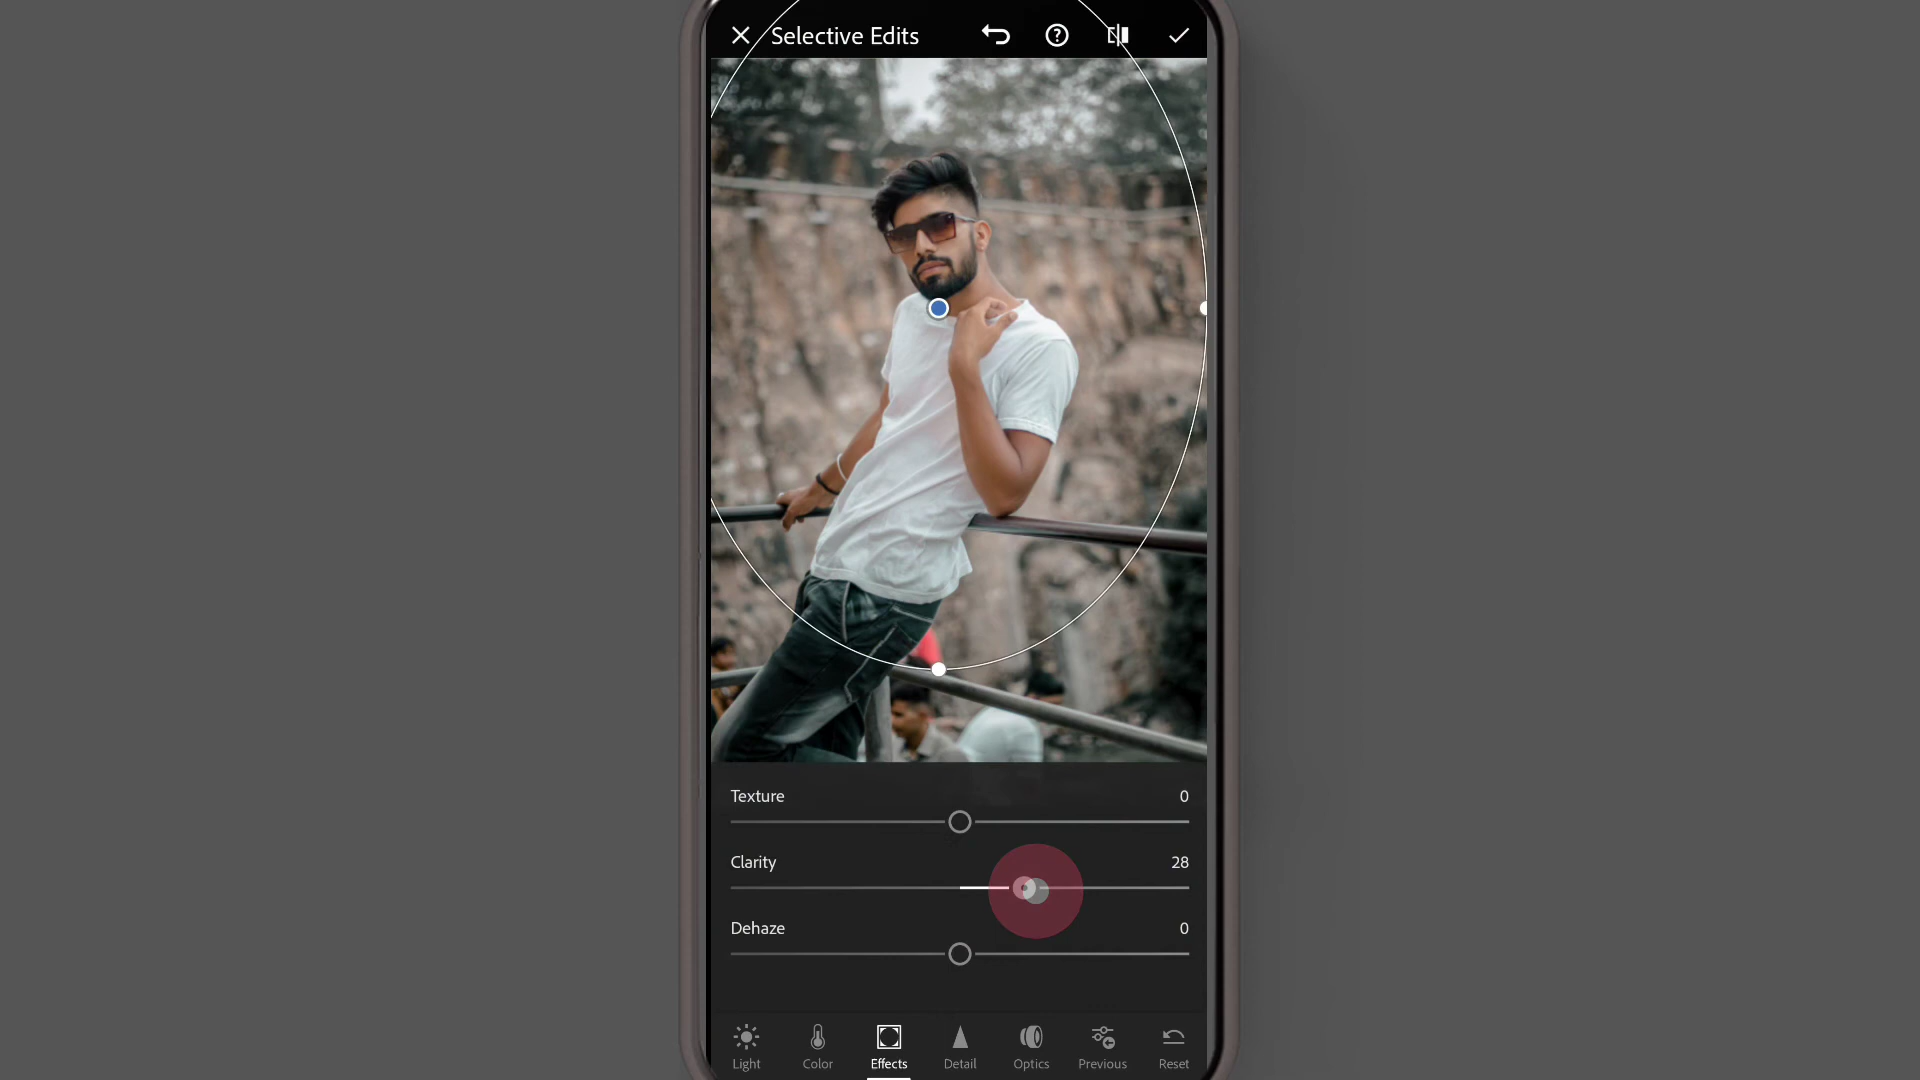 Selective Edits
Texture 0
Clarity 28
Dehaze 0
Light Color Effects Detail Optics Previous Reset